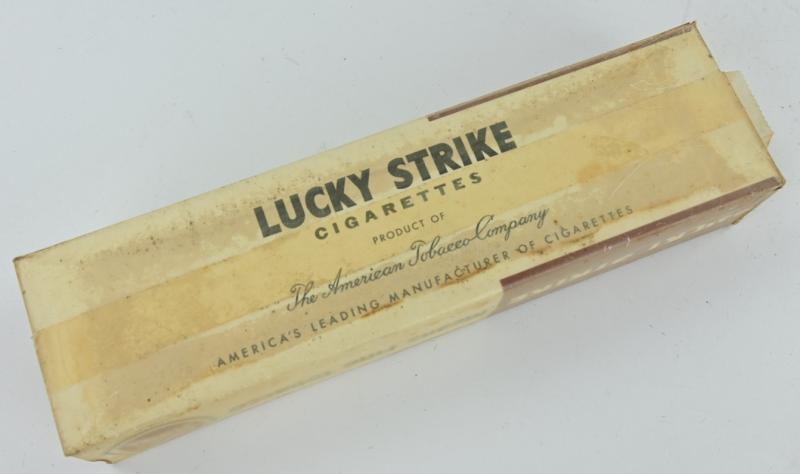 LUCKY STRIKE
CIGARETTES
PRODUCT OF
The American Tobacco Company
AMERICA'S LEADING MANUFACTURER OF CIGARETTES